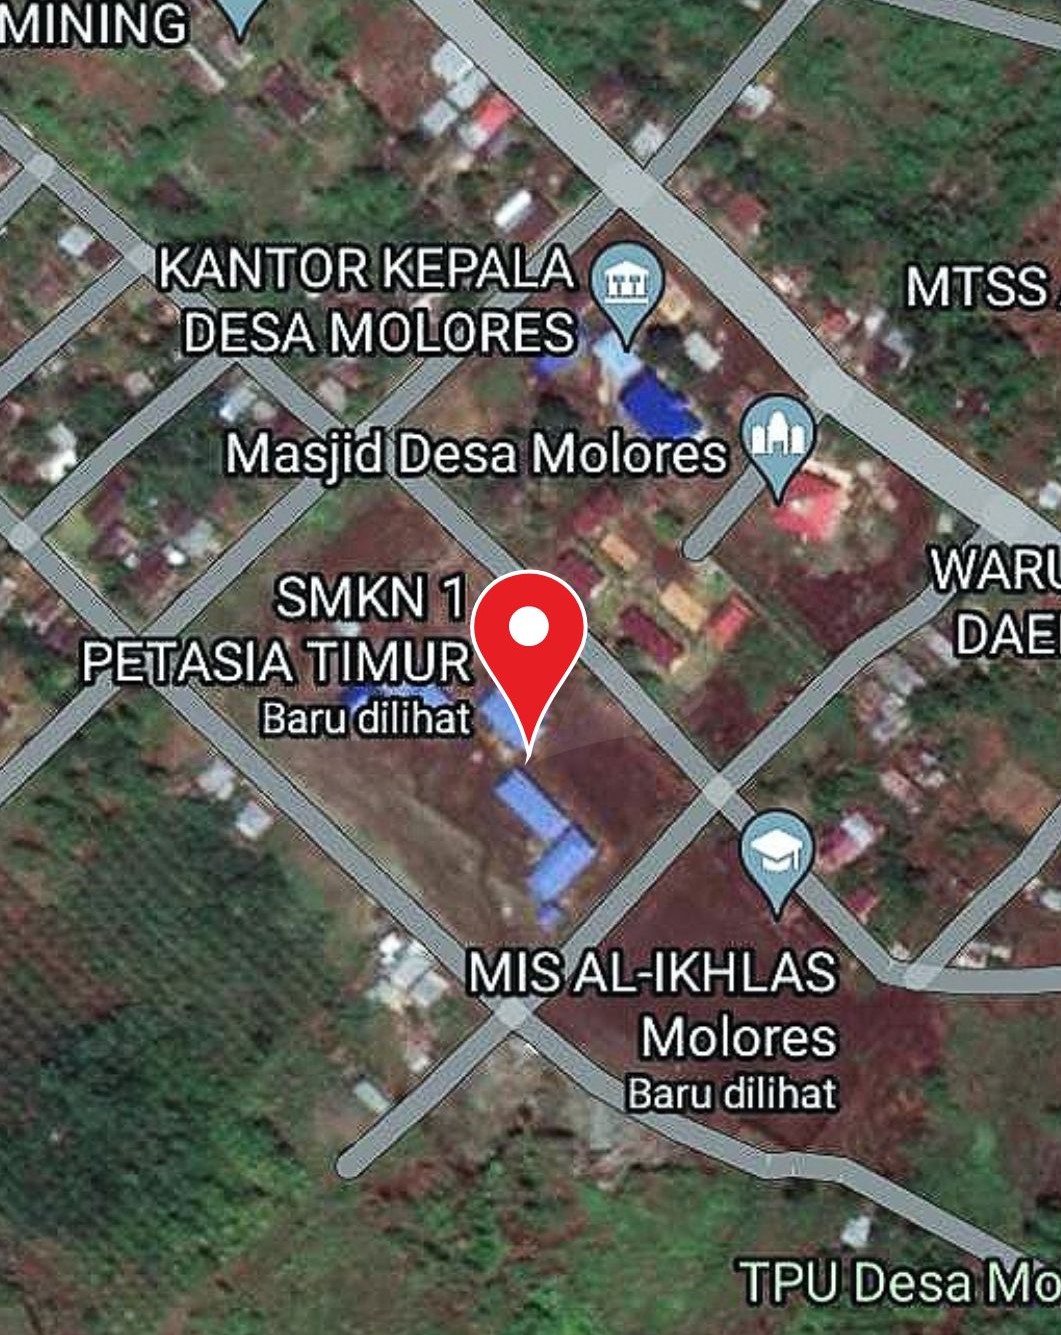 MINING
KANTOR KEPALA
DESA MOLORES
MTSS
Masjid Desa Molores
WARU
DAE
SMKN 1
PETASIA TIMUR
Baru dilihat
MIS AL-IKHLAS
Molores
Baru dilihat
TPU Desa Mo